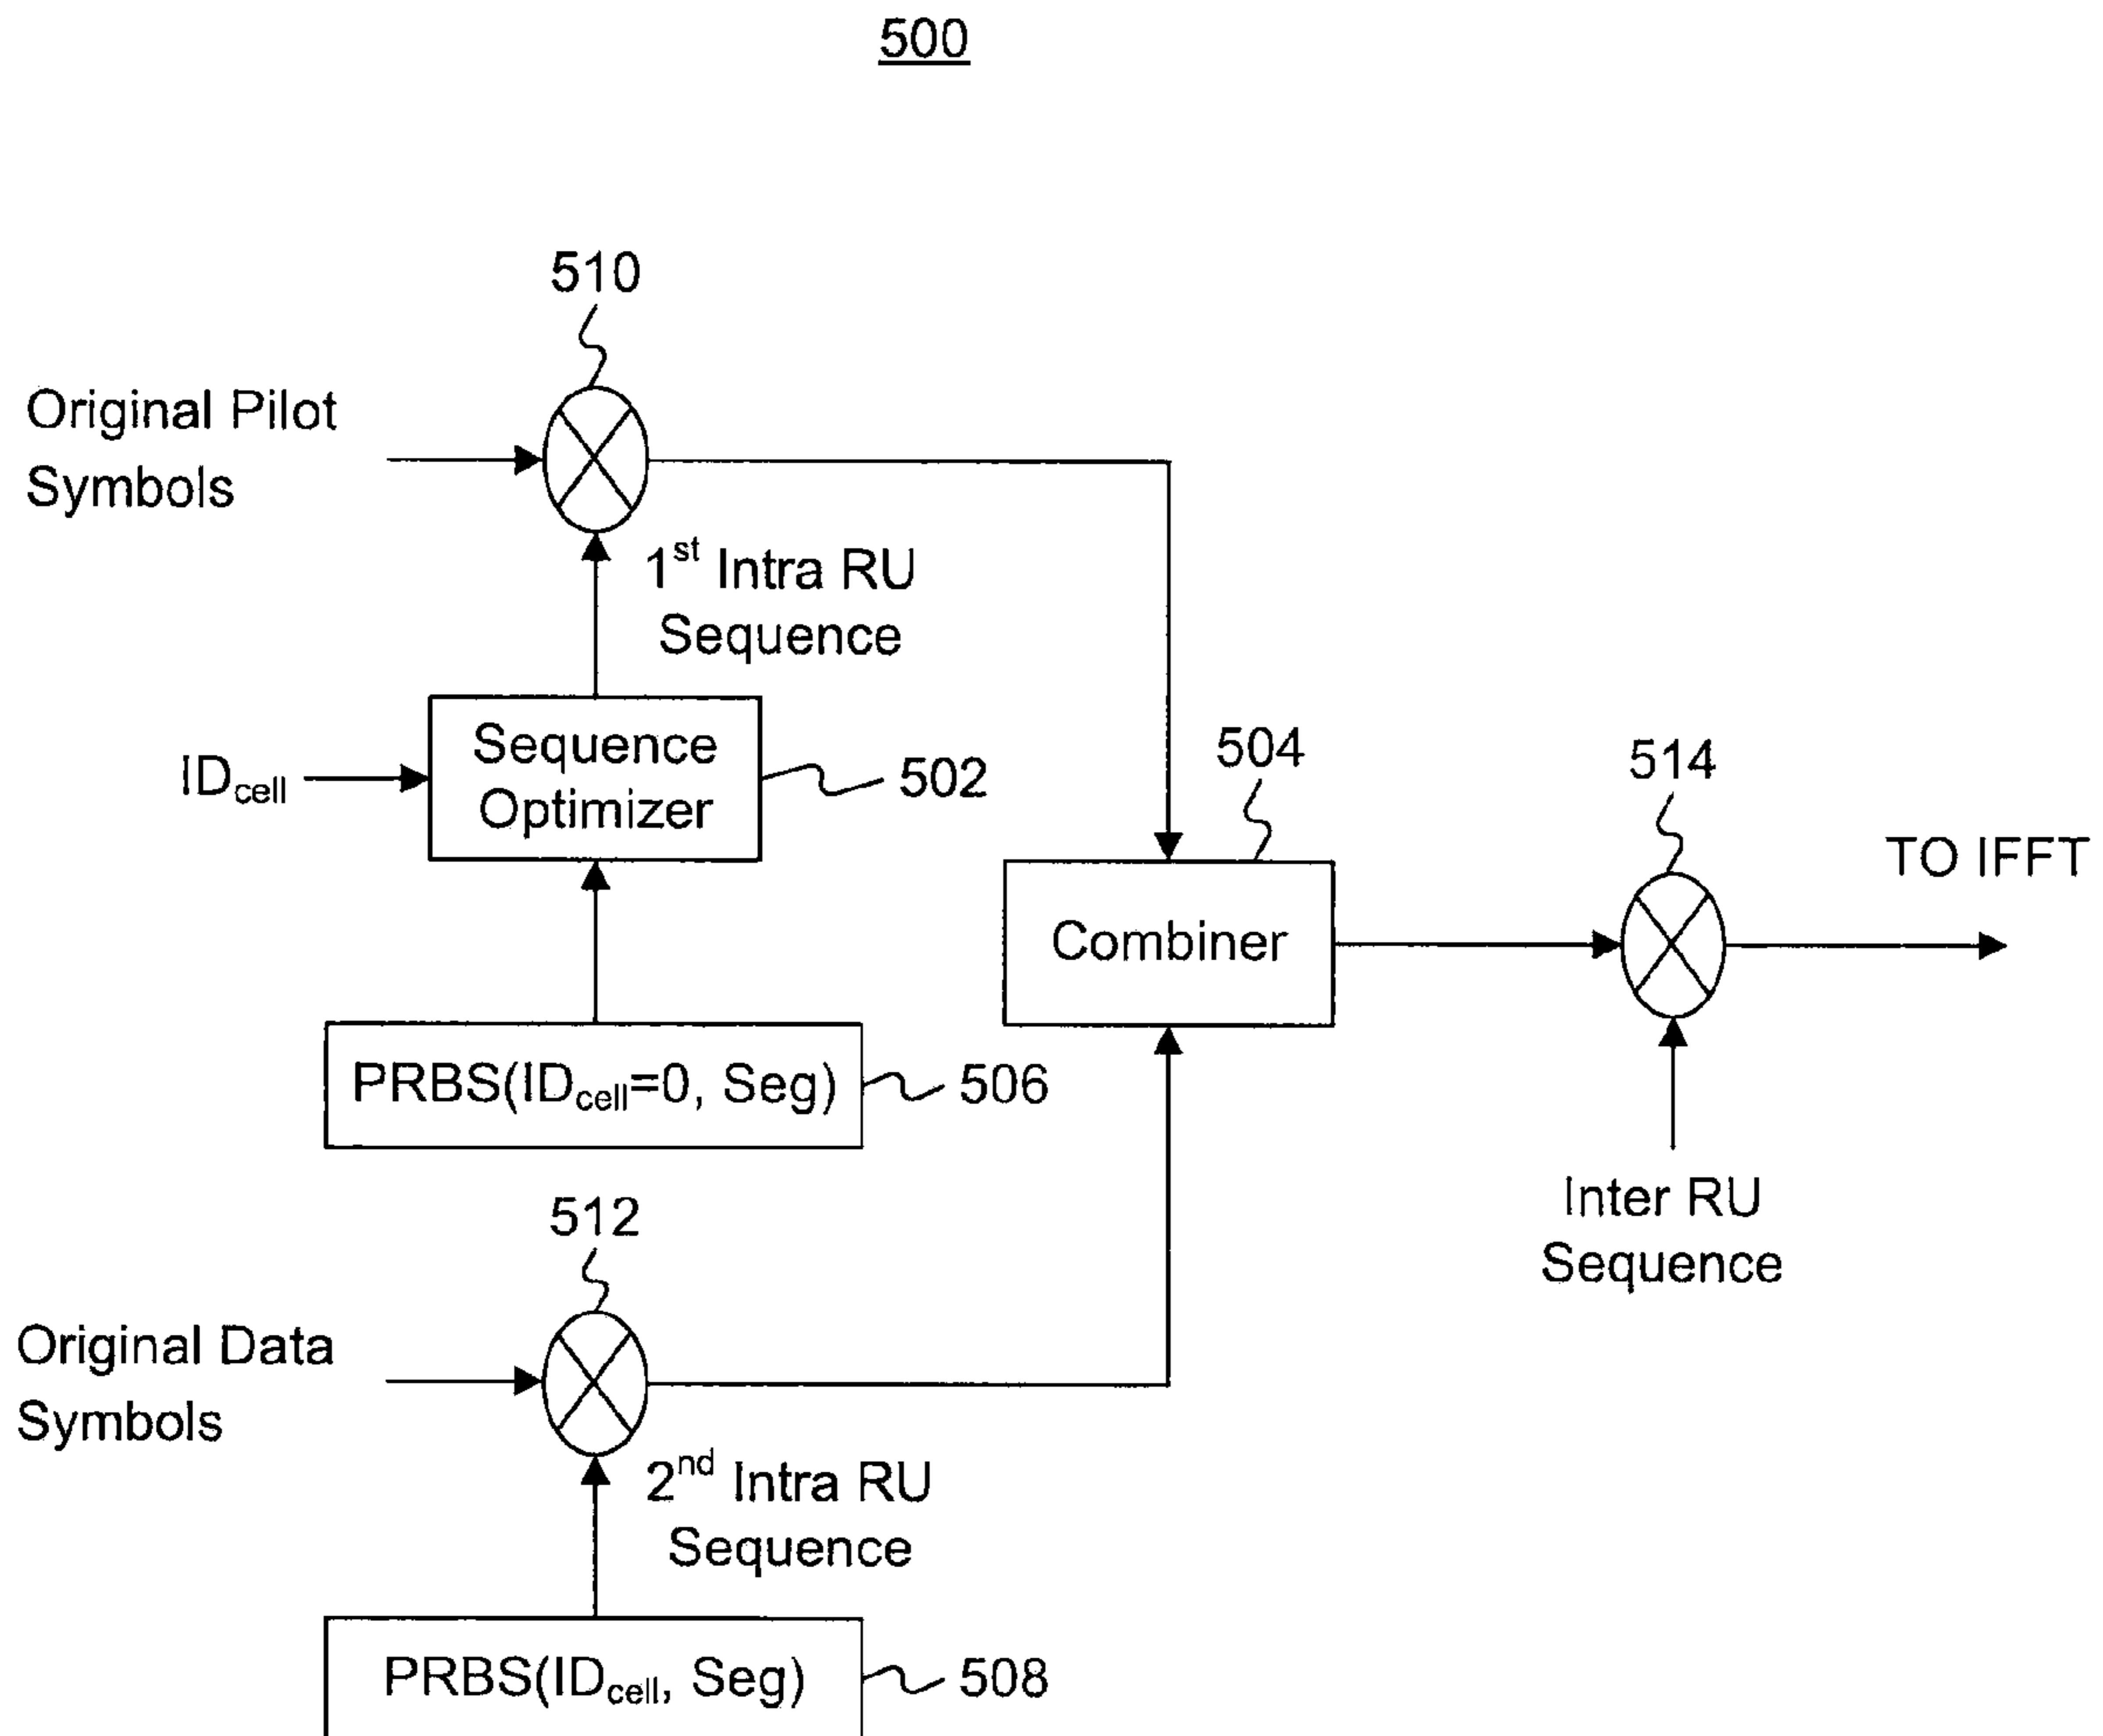 500
510
Original Pilot
Symbols
1st Intra RU
Sequence
IDcell
Sequence
Optimizer
502
504
514
TO IFFT
Combiner
PRBS(IDcell=0, Seg)
506
Inter RU
Sequence
512
Original Data
Symbols
2nd Intra RU
Sequence
PRBS(IDcell, Seg)
508